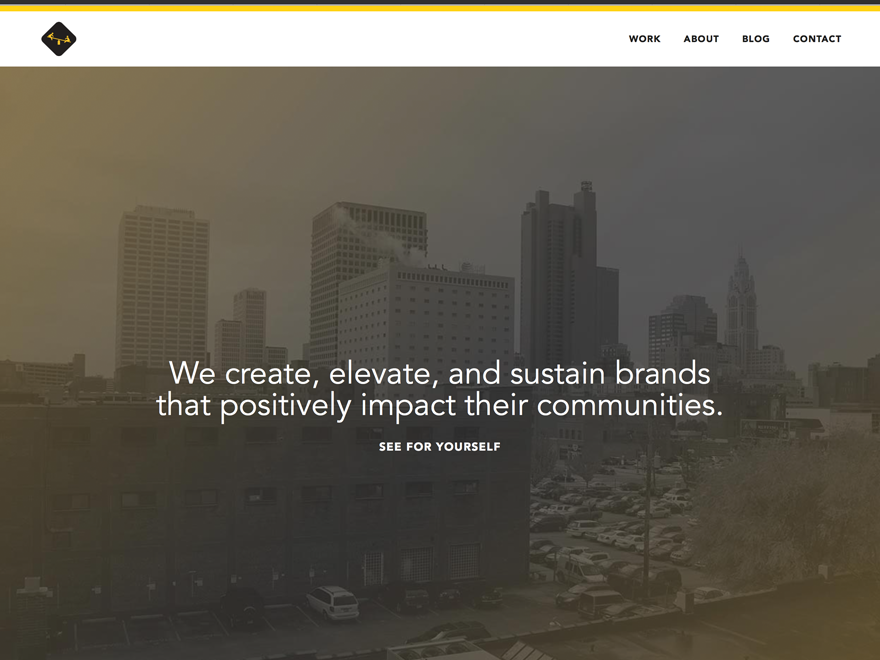 WORK ABOUT BLOG CONTACT
We create, elevate, and sustain brands
that positively impact their communities.
SEE FOR YOURSELF